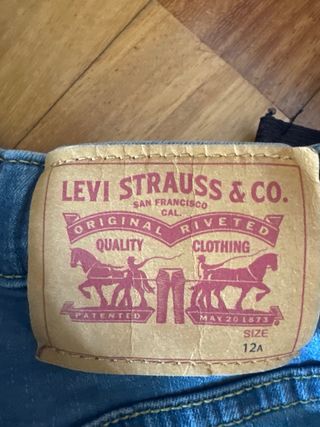 LEVI STRAUSS & CO.
SAN FRANCISCO
CAL.
ORIGINAL RIVETED
QUALITY CLOTHING
PATENTED MAY 20 1873
SIZE
12A